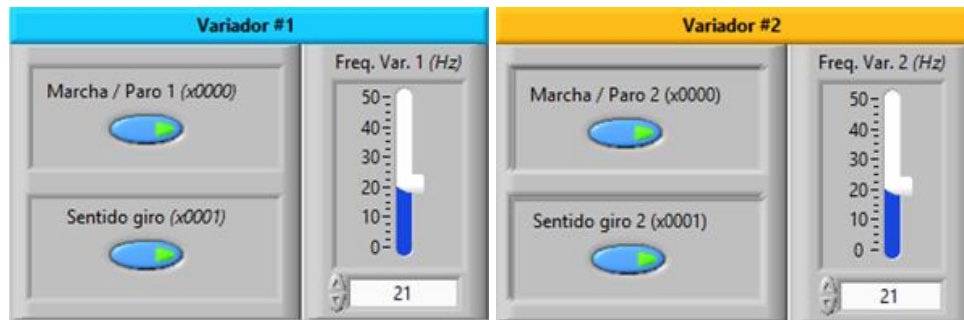 Variador #1
Marcha / Paro 1 (x0000)
Sentido giro (x0001)
Freq. Var. 1 (Hz)
50
40
30
20
10
0
21
Variador #2
Marcha / Paro 2 (x0000)
Sentido giro 2 (x0001)
Freq. Var. 2 (Hz)
50
40
30
20
10
0
21